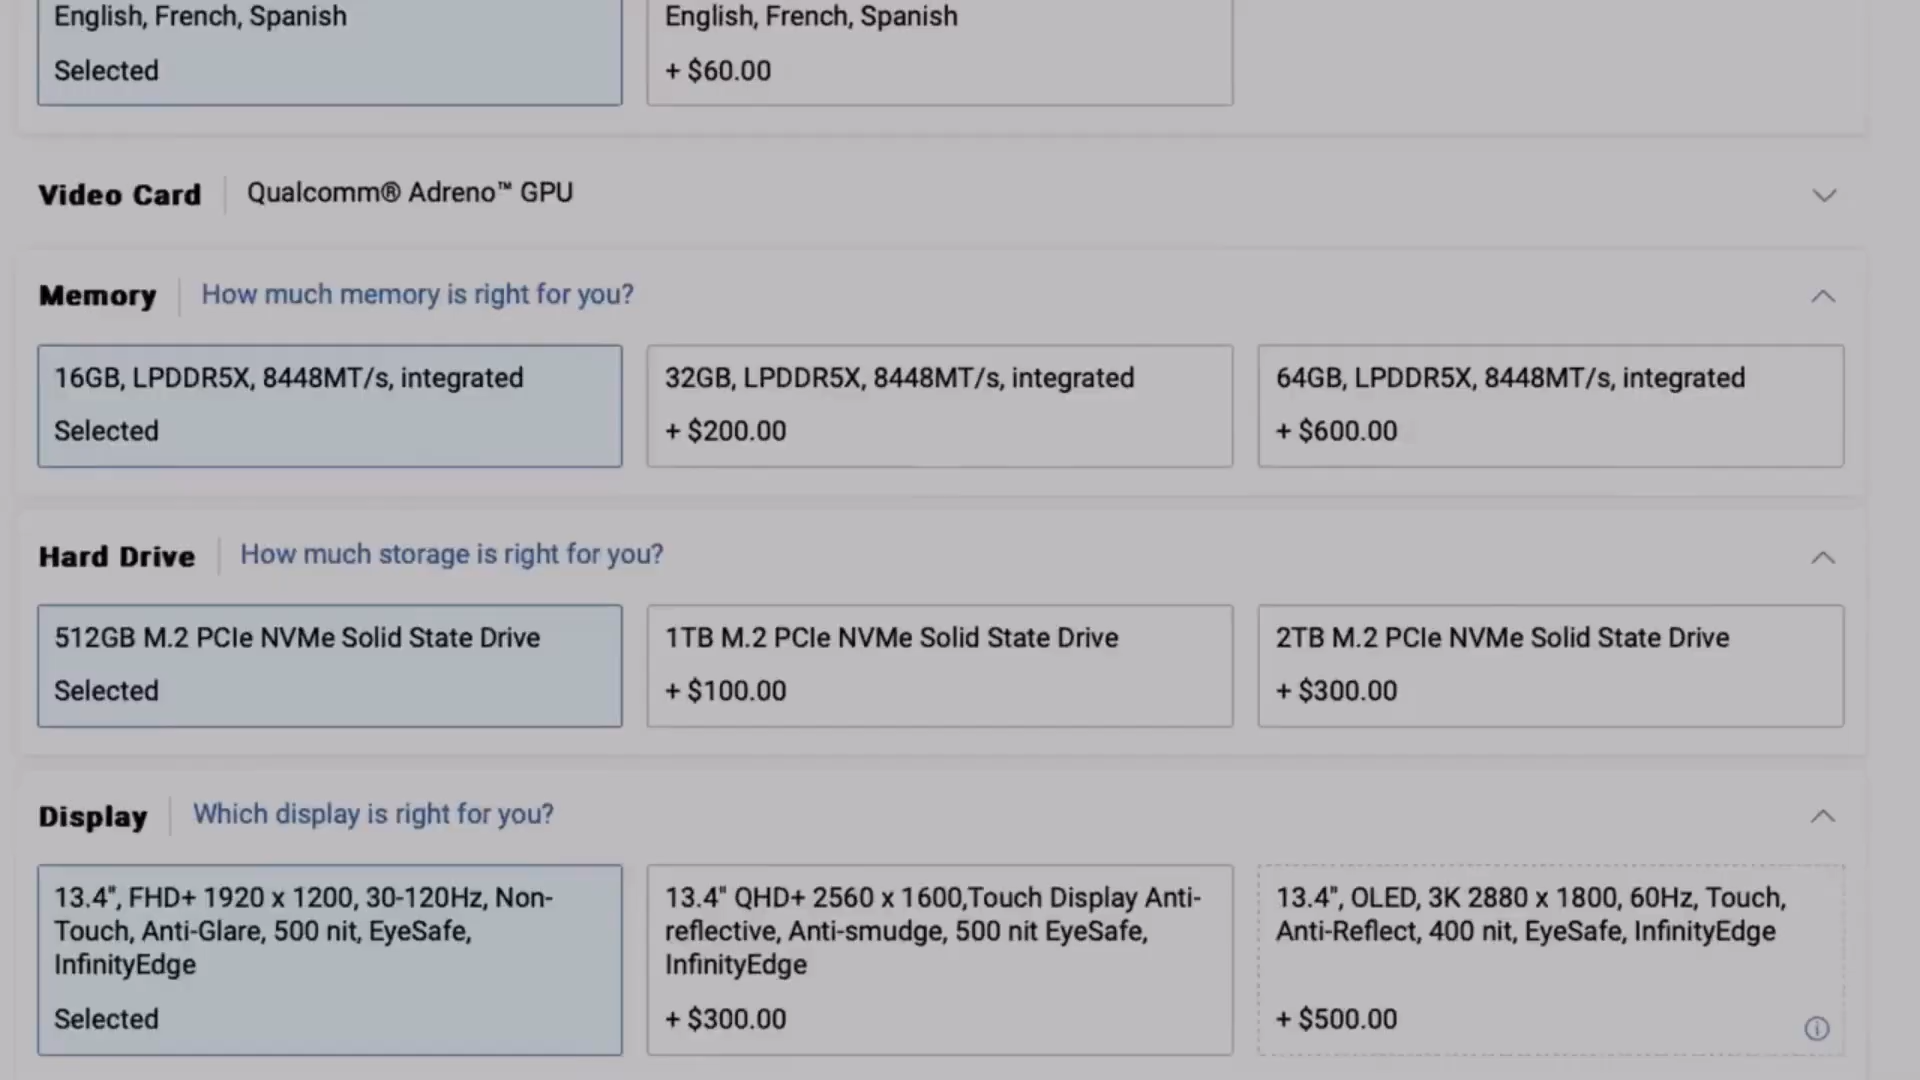 English, French, Spanish
Selected
English, French, Spanish
+ $60.00
Video Card
Qualcomm® Adreno™ GPU
Memory
How much memory is right for you?
16GB, LPDDR5X, 8448MT/s, integrated
Selected
32GB, LPDDR5X, 8448MT/s, integrated
+ $200.00
64GB, LPDDR5X, 8448MT/s, integrated
+ $600.00
Hard Drive
How much storage is right for you?
512GB M.2 PCIe NVMe Solid State Drive
Selected
1TB M.2 PCIe NVMe Solid State Drive
+ $100.00
2TB M.2 PCIe NVMe Solid State Drive
+ $300.00
Display
Which display is right for you?
13.4", FHD+ 1920 x 1200, 30-120Hz, Non-
Touch, Anti-Glare, 500 nit, EyeSafe,
InfinityEdge
Selected
13.4" QHD+ 2560 x 1600,Touch Display Anti-
reflective, Anti-smudge, 500 nit EyeSafe,
InfinityEdge
+ $300.00
13.4", OLED, 3K 2880 x 1800, 60Hz, Touch,
Anti-Reflect, 400 nit, EyeSafe, InfinityEdge
+ $500.00